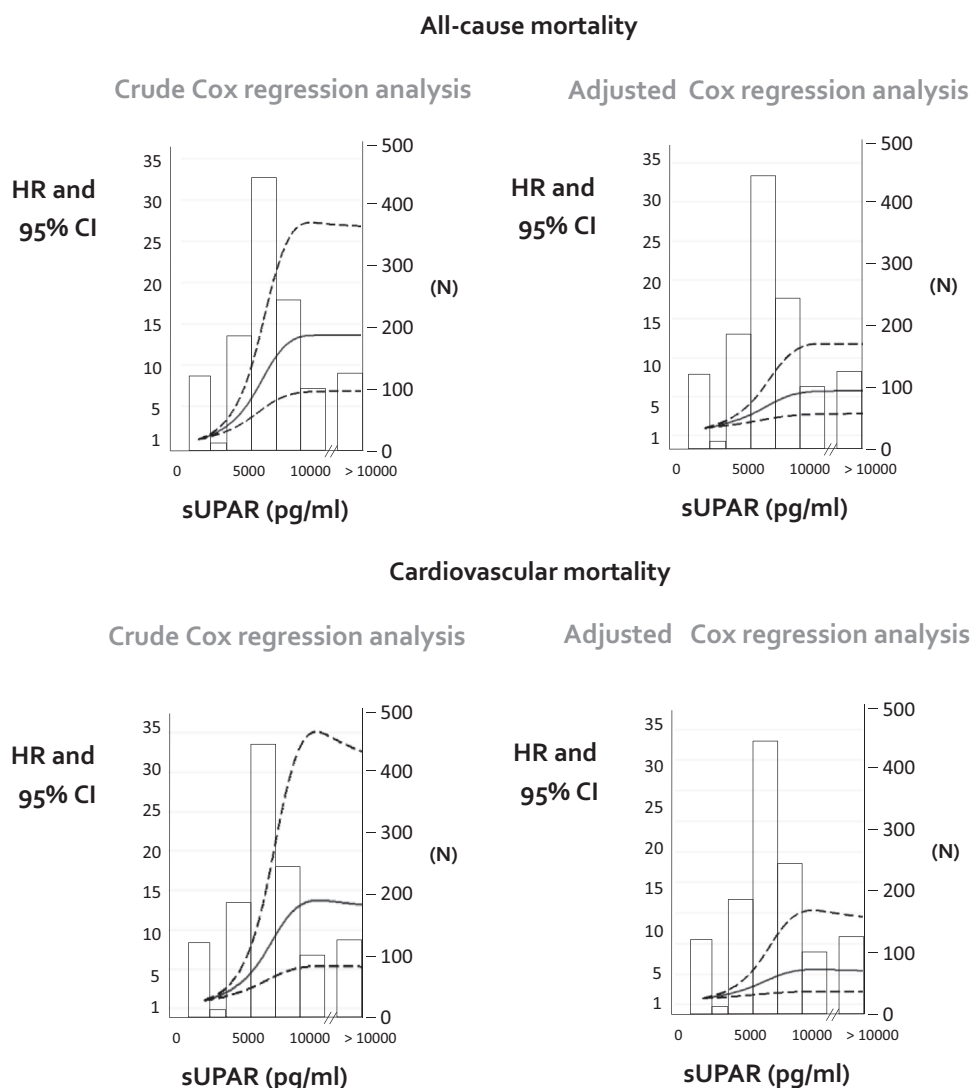 All-cause mortality
Crude Cox regression analysis
Adjusted Cox regression analysis
HR and
95% CI
35
30
25
20
15
10
5
1
500
400
300
200
100
0
(N)
0 5000 10000 > 10000
sUPAR (pg/ml)
HR and
95% CI
35
30
25
20
15
10
5
1
500
400
300
200
100
0
(N)
0 5000 10000 > 10000
sUPAR (pg/ml)
Cardiovascular mortality
Crude Cox regression analysis
Adjusted Cox regression analysis
HR and
95% CI
35
30
25
20
15
10
5
1
500
400
300
200
100
0
(N)
0 5000 10000 > 10000
sUPAR (pg/ml)
HR and
95% CI
35
30
25
20
15
10
5
1
500
400
300
200
100
0
(N)
0 5000 10000 > 10000
sUPAR (pg/ml)